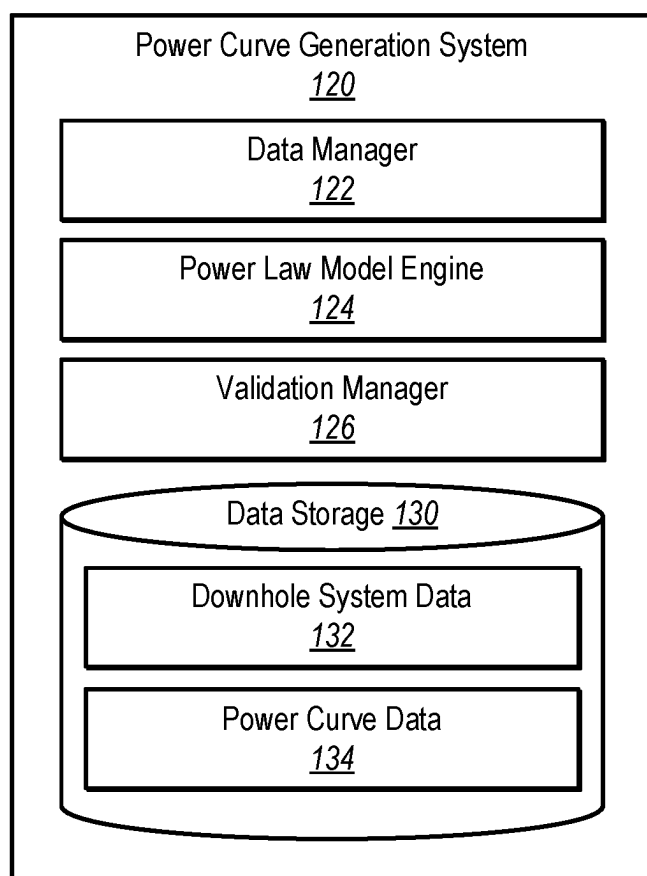 Power Curve Generation System
120
Data Manager
122
Power Law Model Engine
124
Validation Manager
126
Data Storage 130
Downhole System Data
132
Power Curve Data
134